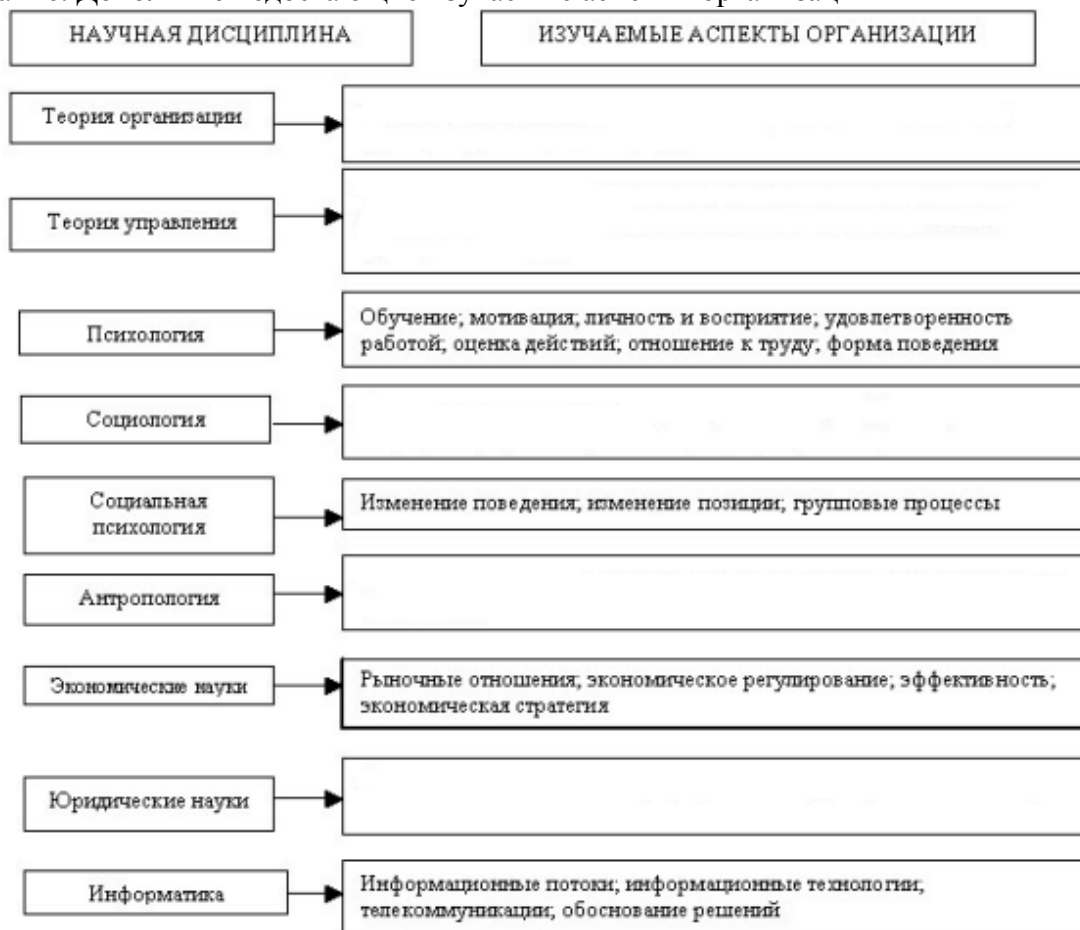 НАУЧНАЯ ДИСЦИПЛИНА
ИЗУЧАЕМЫЕ АСПЕКТЫ ОРГАНИЗАЦИИ
Теория организации
Теория управления
Психология
Обучение; мотивация; личность и восприятие; удовлетворенность
работой; оценка действий; отношение к труду; форма поведения
Социология
Социальная
психология
Изменение поведения; изменение позиции; групповые процессы
Антропология
Экономические науки
Рыночные отношения; экономическое регулирование; эффективность;
экономическая стратегия
Юридические науки
Информатика
Информационные потоки; информационные технологии;
телекоммуникации; обоснование решений